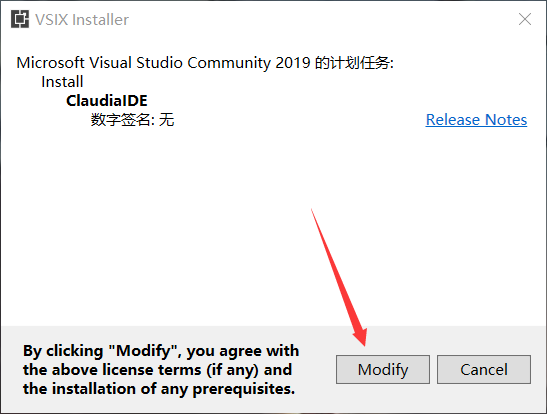 VSIX Installer
Microsoft Visual Studio Community 2019 的计划任务:
Install
ClaudiaIDE
数字签名: 无
Release Notes
By clicking "Modify", you agree with
the above license terms (if any) and
the installation of any prerequisites.
Modify
Cancel